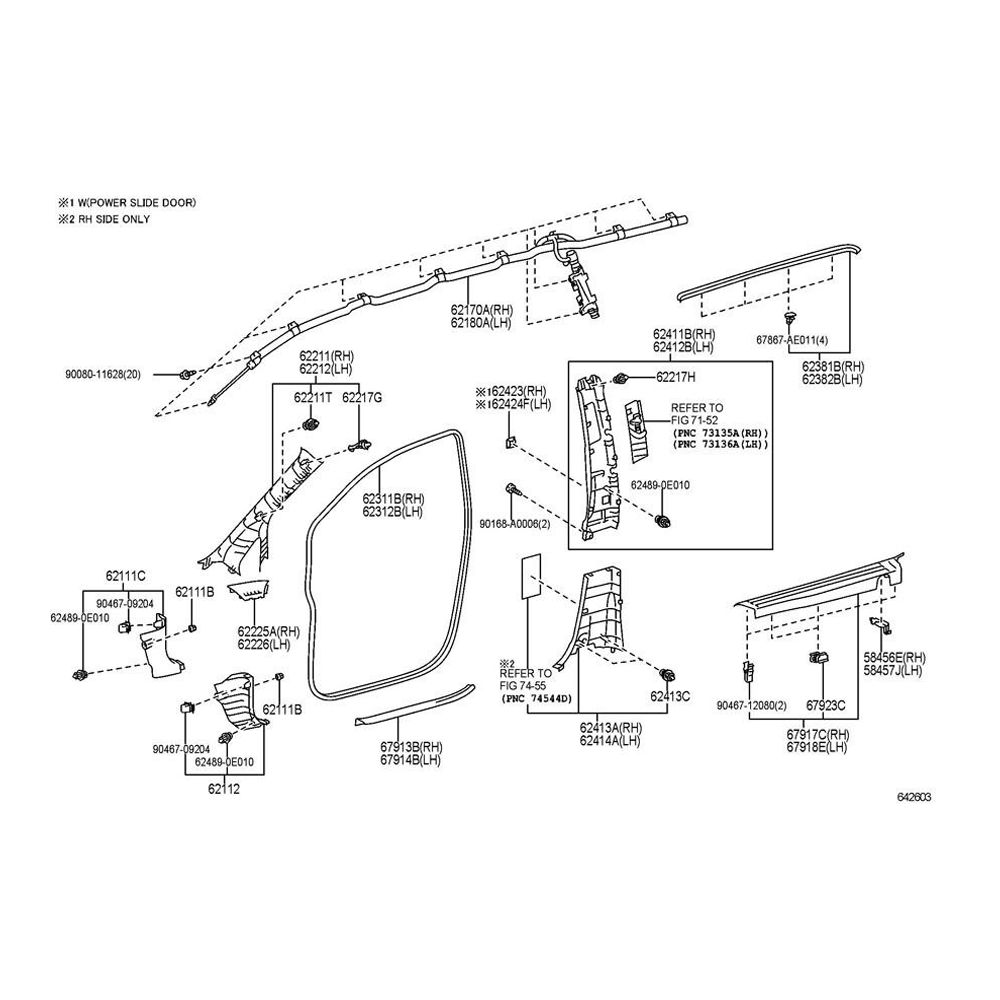 ※1 W(POWER SLIDE DOOR)
※2 RH SIDE ONLY
62170A(RH)
62180A(LH)
67867-AE011(4)
62381B(RH)
62382B(LH)
90080-11628(20)
62211(RH)
62212(LH)
62211T
62217G
62411B(RH)
62412B(LH)
62217H
※1 62423(RH)
※1 62424F(LH)
REFER TO
FIG 71-52
(PNC 73135A(RH))
(PNC 73136A(LH))
62489-0E010
90168-A0006(2)
62311B(RH)
62312B(LH)
62111C
90467-09204
62489-0E010
62111B
62225A(RH)
62226(LH)
62111B
90467-09204
62489-0E010
62112
67913B(RH)
67914B(LH)
※2
REFER TO
FIG 74-55
(PNC 74544D)
62413C
62413A(RH)
62414A(LH)
58456E(RH)
58457J(LH)
90467-12080(2)
67923C
67917C(RH)
67918E(LH)
642603